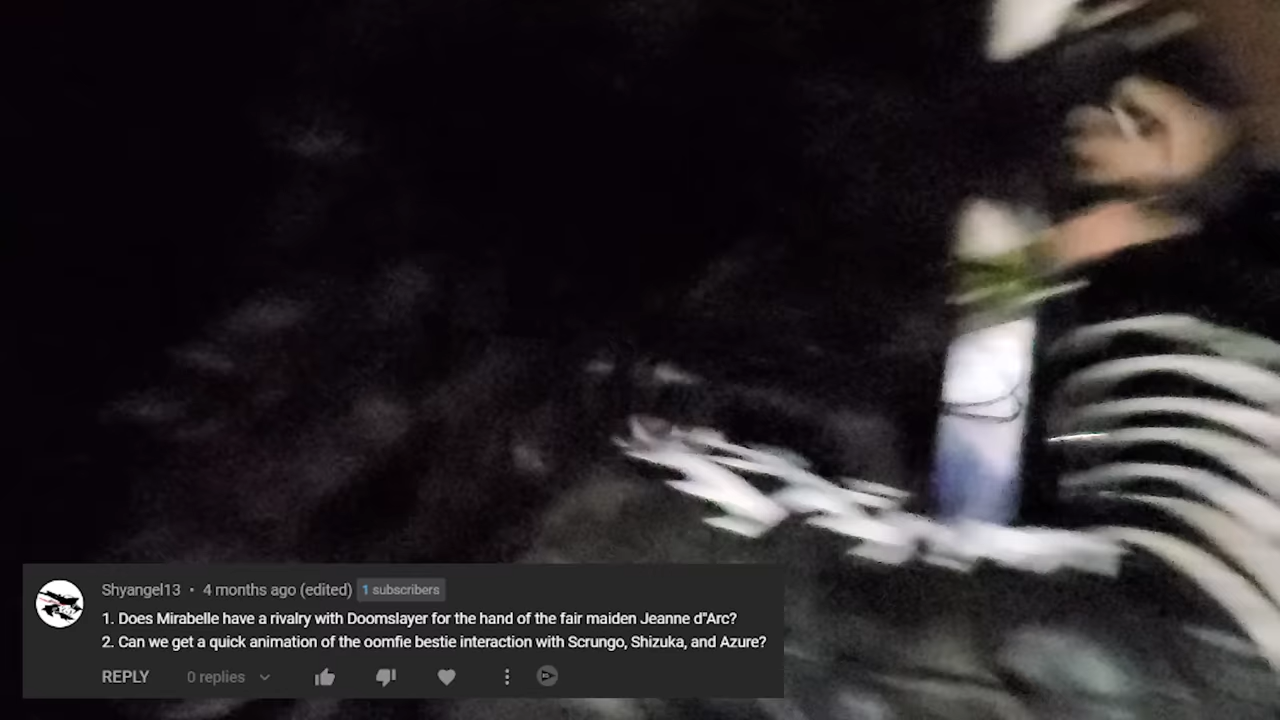 Shyangel13 • 4 months ago (edited) 1 subscribers
1. Does Mirabelle have a rivalry with Doomslayer for the hand of the fair maiden Jeanne d"Arc?
2. Can we get a quick animation of the oomfie bestie interaction with Scrungo, Shizuka, and Azure?
REPLY 0 replies